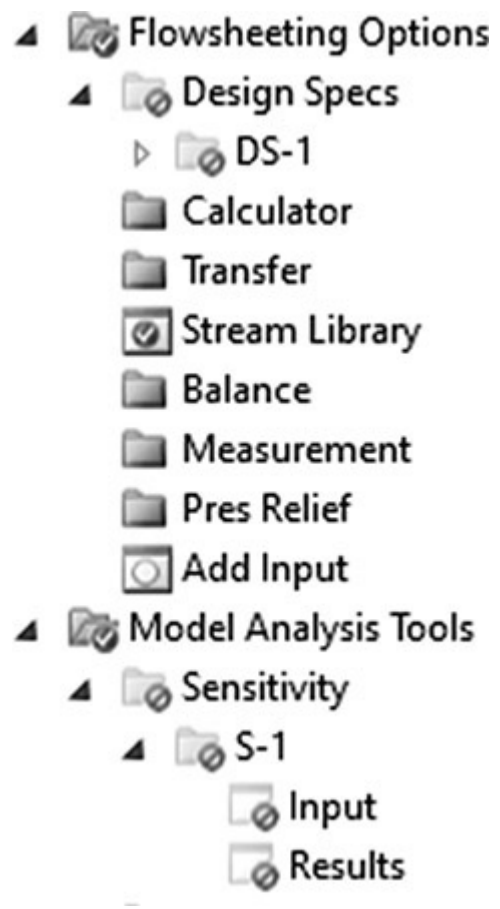 Flowsheeting Options
Design Specs
DS-1
Calculator
Transfer
Stream Library
Balance
Measurement
Pres Relief
Add Input
Model Analysis Tools
Sensitivity
S-1
Input
Results